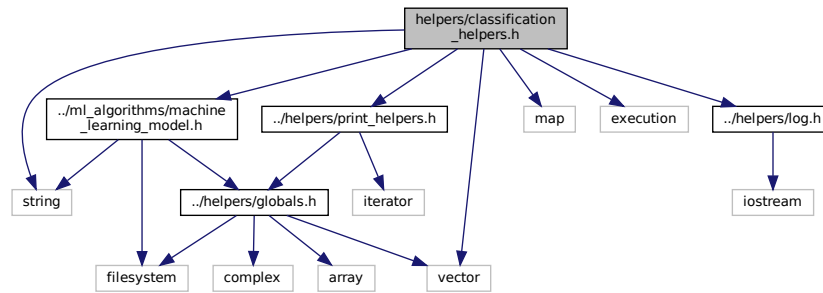 helpers/classification
_helpers.h
../ml_algorithms/machine
_learning_model.h
../helpers/print_helpers.h
map
execution
../helpers/log.h
string
../helpers/globals.h
iterator
iostream
filesystem
complex
array
vector